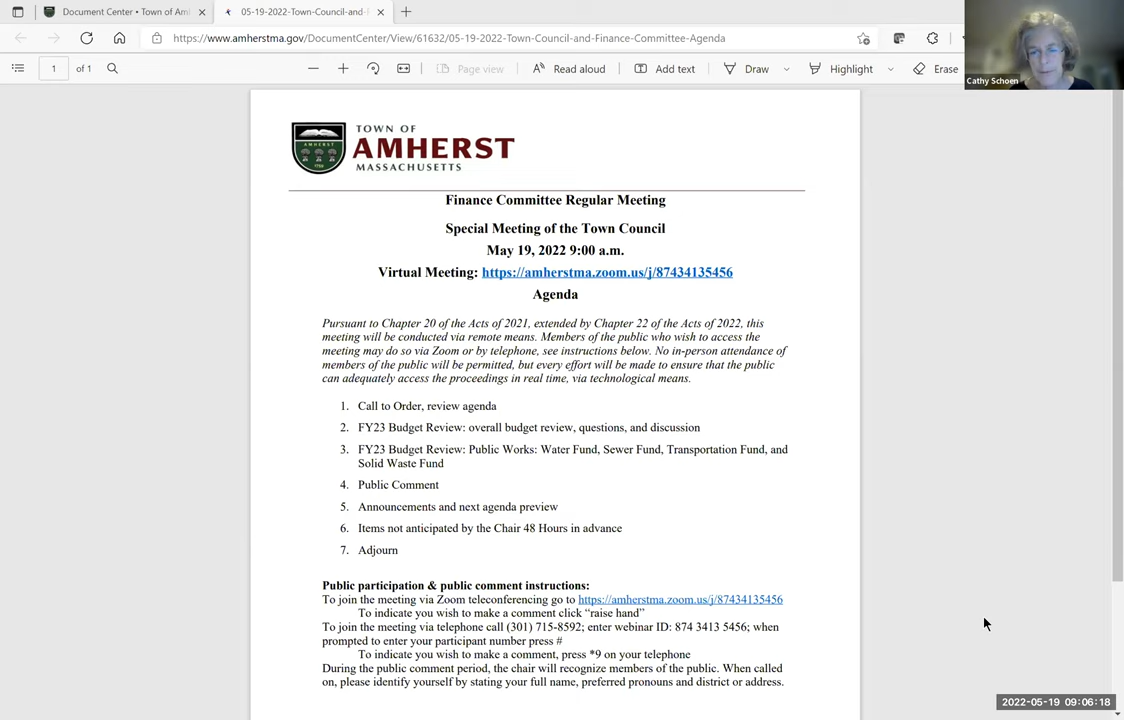 Document Center • Town of Am
05-19-2022-Town-Council-and-F
https://www.amherstma.gov/DocumentCenter/View/61632/05-19-2022-Town-Council-and-Finance-Committee-Agenda
1 of 1
Page view
Read aloud
Add text
Draw
Highlight
Erase
Cathy Schoen
TOWN OF
AMHERST
MASSACHUSETTS
AMHERST
Finance Committee Regular Meeting
Special Meeting of the Town Council
May 19, 2022 9:00 a.m.
Virtual Meeting: https://amherstma.zoom.us/j/87434135456
Agenda
Pursuant to Chapter 20 of the Acts of 2021, extended by Chapter 22 of the Acts of 2022, this
meeting will be conducted via remote means. Members of the public who wish to access the
meeting may do so via Zoom or by telephone, see instructions below. No in-person attendance of
members of the public will be permitted, but every effort will be made to ensure that the public
can adequately access the proceedings in real time, via technological means.
1. Call to Order, review agenda
2. FY23 Budget Review: overall budget review, questions, and discussion
3. FY23 Budget Review: Public Works: Water Fund, Sewer Fund, Transportation Fund, and
Solid Waste Fund
4. Public Comment
5. Announcements and next agenda preview
6. Items not anticipated by the Chair 48 Hours in advance
7. Adjourn
Public participation & public comment instructions:
To join the meeting via Zoom teleconferencing go to https://amherstma.zoom.us/j/87434135456
To indicate you wish to make a comment click “raise hand”
To join the meeting via telephone call (301) 715-8592; enter webinar ID: 874 3413 5456; when
prompted to enter your participant number press #
To indicate you wish to make a comment, press *9 on your telephone
During the public comment period, the chair will recognize members of the public. When called
on, please identify yourself by stating your full name, preferred pronouns and district or address.
2022-05-19 09:06:18